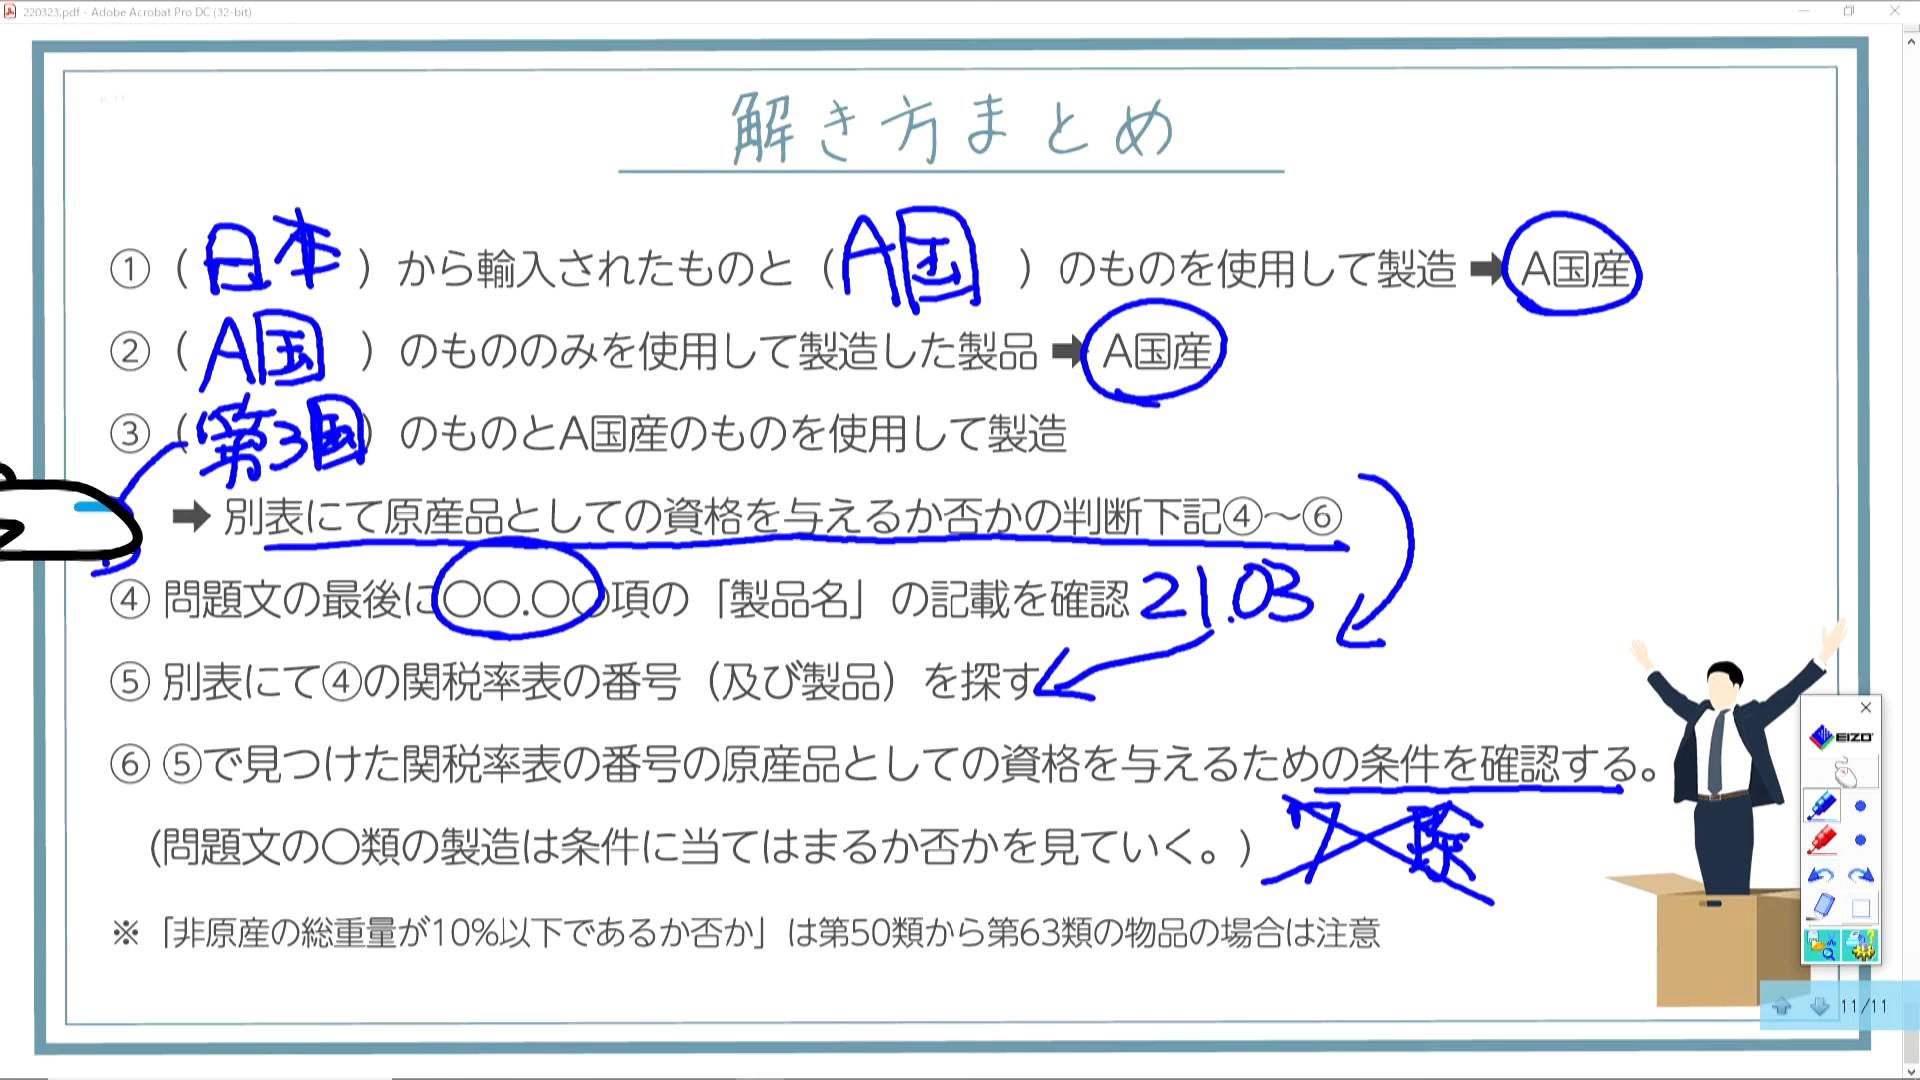 220323.pdf - Adobe Acrobat Pro DC (32-bit)
解き方まとめ
①（日本）から輸入されたものと（A国）のものを使用して製造➡A国産
②（A国）のもののみを使用して製造した製品➡A国産
③（第3国）のものとA国産のものを使用して製造
➡別表にて原産品としての資格を与えるか否かの判断下記④～⑥
④ 問題文の最後に〇〇.〇〇項の「製品名」の記載を確認 21.03
⑤ 別表にて④の関税率表の番号（及び製品）を探す
⑥ ⑤で見つけた関税率表の番号の原産品としての資格を与えるための条件を確認する。
(問題文の〇類の製造は条件に当てはまるか否かを見ていく。)
※「非原産の総重量が10%以下であるか否か」は第50類から第63類の物品の場合は注意
EIZO
11/11